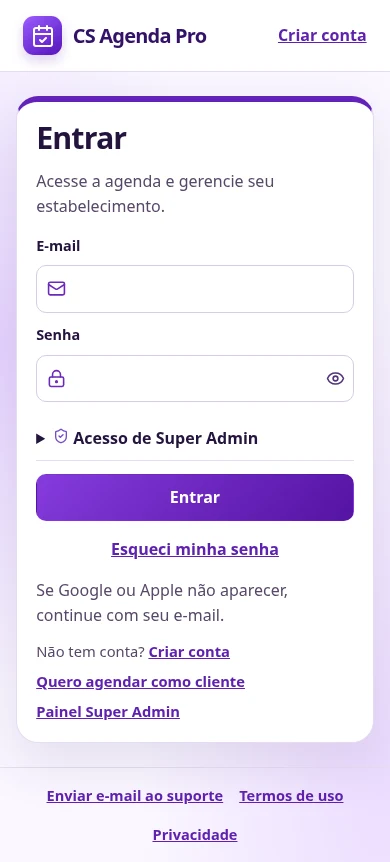 CS Agenda Pro
Criar conta
Entrar
Acesse a agenda e gerencie seu
estabelecimento.
E-mail
Senha
Acesso de Super Admin
Entrar
Esqueci minha senha
Se Google ou Apple não aparecer,
continue com seu e-mail.
Não tem conta? Criar conta
Quero agendar como cliente
Painel Super Admin
Enviar e-mail ao suporte Termos de uso
Privacidade